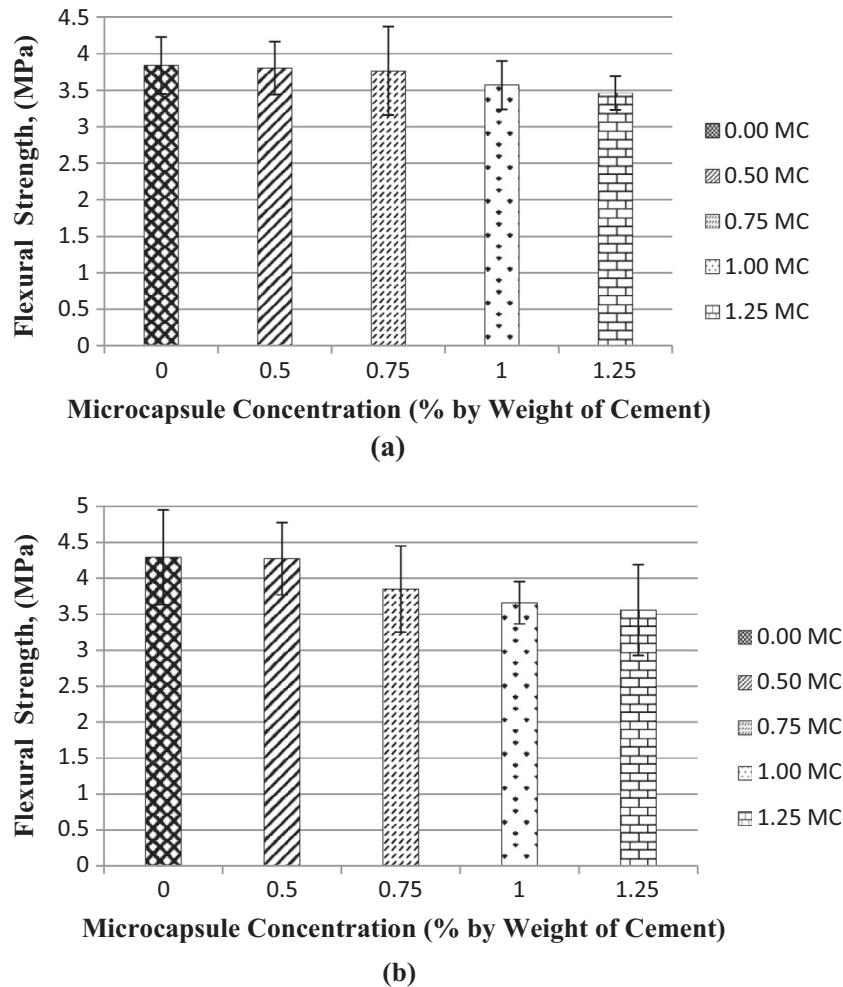 4.5
4
3.5
3
2.5
2
1.5
1
0.5
0
Flexural Strength, (MPa)
0 0.5 0.75 1 1.25
Microcapsule Concentration (% by Weight of Cement)
0.00 MC
0.50 MC
0.75 MC
1.00 MC
1.25 MC
(a)
5
4.5
4
3.5
3
2.5
2
1.5
1
0.5
0
Flexural Strength, (MPa)
0 0.5 0.75 1 1.25
Microcapsule Concentration (% by Weight of Cement)
0.00 MC
0.50 MC
0.75 MC
1.00 MC
1.25 MC
(b)